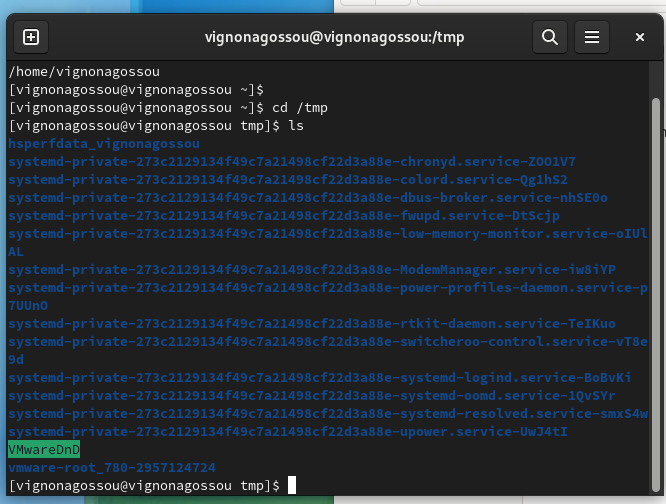 vignonagossou@vignonagossou:/tmp
/home/vignonagossou
[vignonagossou@vignonagossou ~]$
[vignonagossou@vignonagossou ~]$ cd /tmp
[vignonagossou@vignonagossou tmp]$ ls
hsperfdata_vignonagossou
systemd-private-273c2129134f49c7a21498cf22d3a88e-chronyd.service-ZOO1V7
systemd-private-273c2129134f49c7a21498cf22d3a88e-colord.service-Qg1hS2
systemd-private-273c2129134f49c7a21498cf22d3a88e-dbus-broker.service-nhSE0o
systemd-private-273c2129134f49c7a21498cf22d3a88e-fwupd.service-DtScjp
systemd-private-273c2129134f49c7a21498cf22d3a88e-low-memory-monitor.service-oIUl
AL
systemd-private-273c2129134f49c7a21498cf22d3a88e-ModemManager.service-iw8iYP
systemd-private-273c2129134f49c7a21498cf22d3a88e-power-profiles-daemon.service-p
7UUnO
systemd-private-273c2129134f49c7a21498cf22d3a88e-rtkit-daemon.service-TeIKuo
systemd-private-273c2129134f49c7a21498cf22d3a88e-switcheroo-control.service-vT8e
9d
systemd-private-273c2129134f49c7a21498cf22d3a88e-systemd-logind.service-BoBvKi
systemd-private-273c2129134f49c7a21498cf22d3a88e-systemd-oomd.service-1QvSYr
systemd-private-273c2129134f49c7a21498cf22d3a88e-systemd-resolved.service-smxS4w
systemd-private-273c2129134f49c7a21498cf22d3a88e-upower.service-UwJ4tI
VMwareDnD
vmware-root_780-2957124724
[vignonagossou@vignonagossou tmp]$